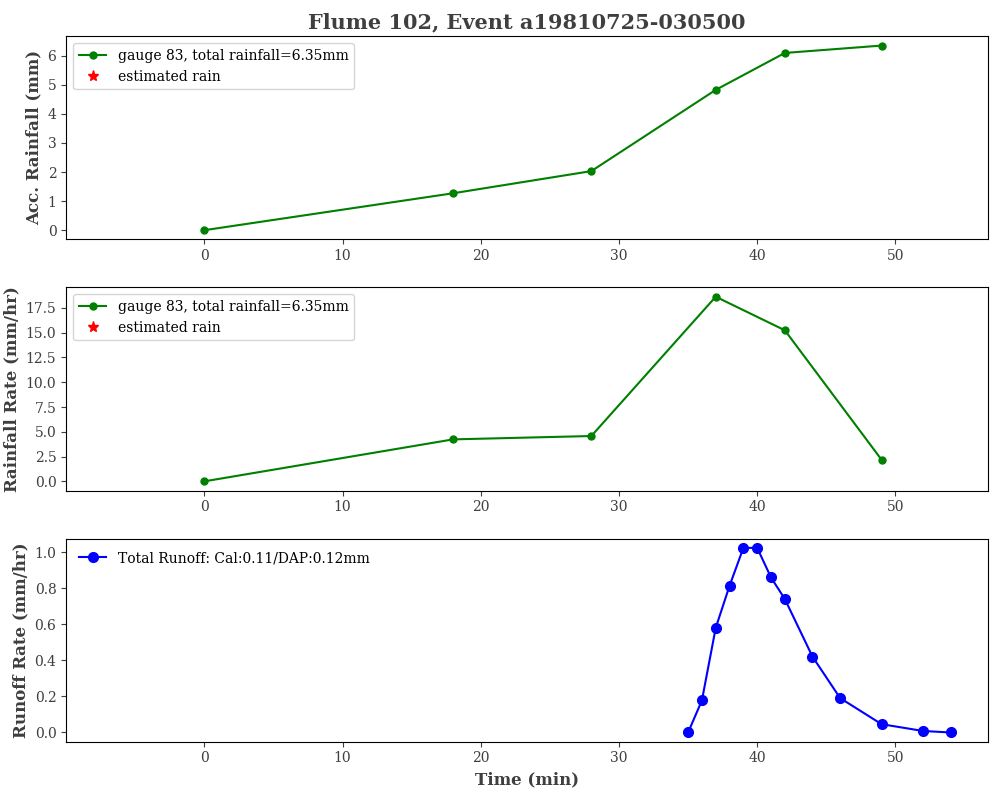 Flume 102, Event a19810725-030500
Acc. Rainfall (mm)
6
5
4
3
2
1
0
gauge 83, total rainfall=6.35mm
estimated rain
0 10 20 30 40 50
Rainfall Rate (mm/hr)
17.5
15.0
12.5
10.0
7.5
5.0
2.5
0.0
gauge 83, total rainfall=6.35mm
estimated rain
0 10 20 30 40 50
Runoff Rate (mm/hr)
1.0
0.8
0.6
0.4
0.2
0.0
Total Runoff: Cal:0.11/DAP:0.12mm
0 10 20 30 40 50
Time (min)